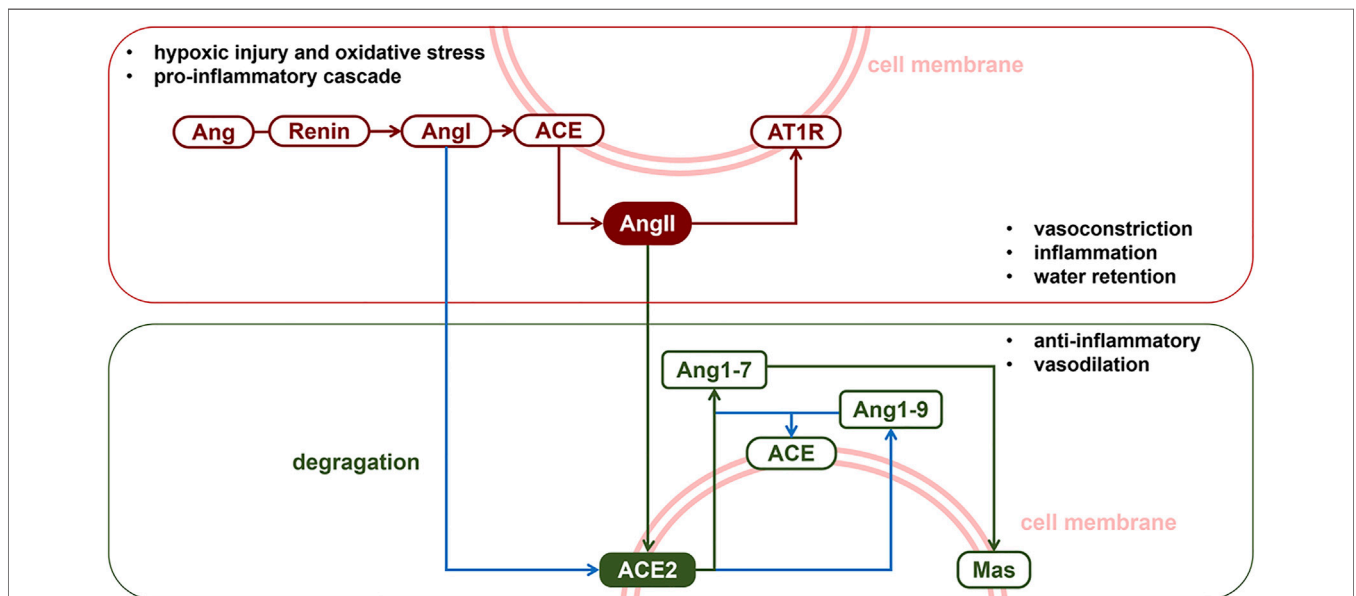 • hypoxic injury and oxidative stress
• pro-inflammatory cascade
cell membrane
Ang
Renin
AngI
ACE
AT1R
AngII
• vasoconstriction
• inflammation
• water retention
• anti-inflammatory
• vasodilation
Ang1-7
Ang1-9
ACE
degragation
cell membrane
ACE2
Mas